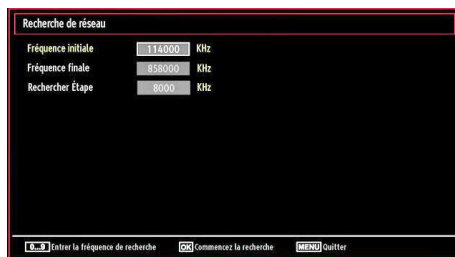 Recherche de réseau
Fréquence initiale 114000 KHz
Fréquence finale 858000 KHz
Rechercher Étape 8000 KHz
0...9 Entrer la fréquence de recherche OK Commencez la recherche MENU Quitter